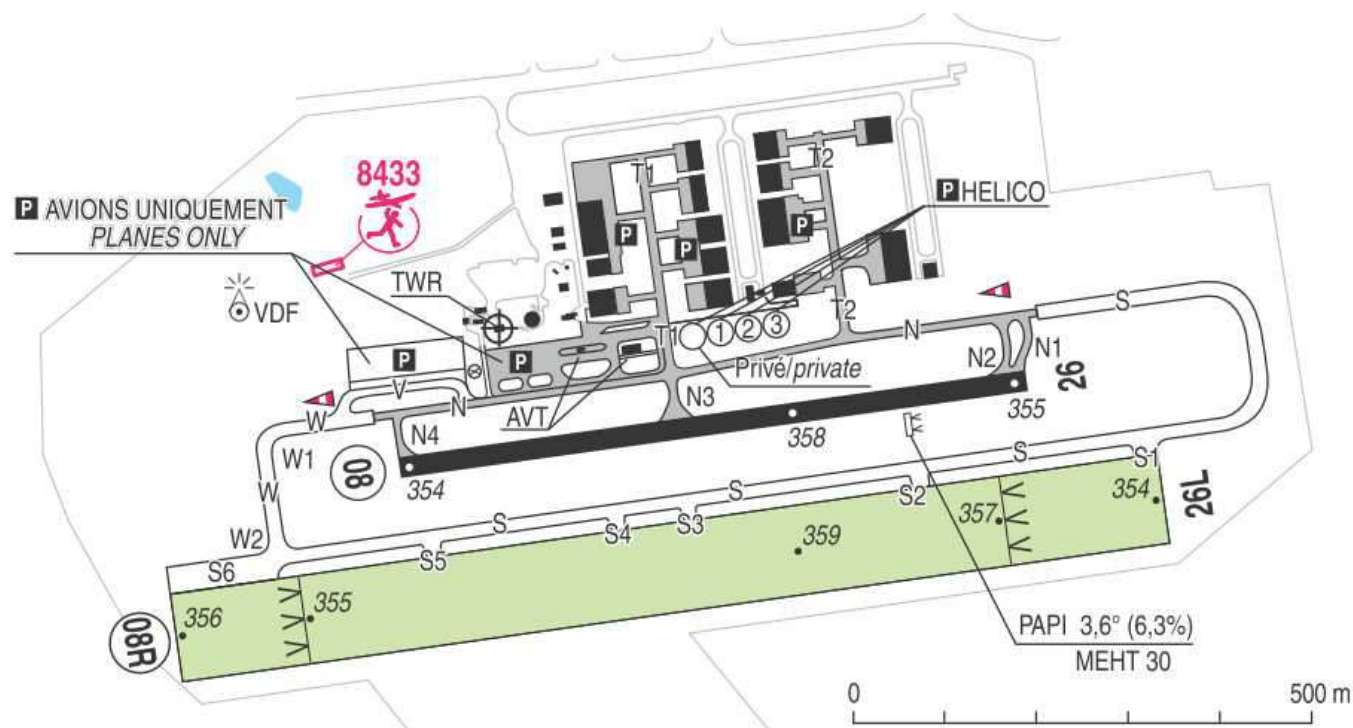 8433
P AVIONS UNIQUEMENT
PLANES ONLY
P HELICO
T1
T2
P
P
P
TWR
VDF
T1
1
2
3
T2
N
S
N1
N2
26
P
P
Privé/private
V
W
N
AVT
N3
N4
355
358
08
354
W1
W
W2
S
S
S
S1
S2
S3
S4
S5
S6
26L
354
357
359
355
356
08R
PAPI 3,6° (6,3%)
MEHT 30
0
500 m